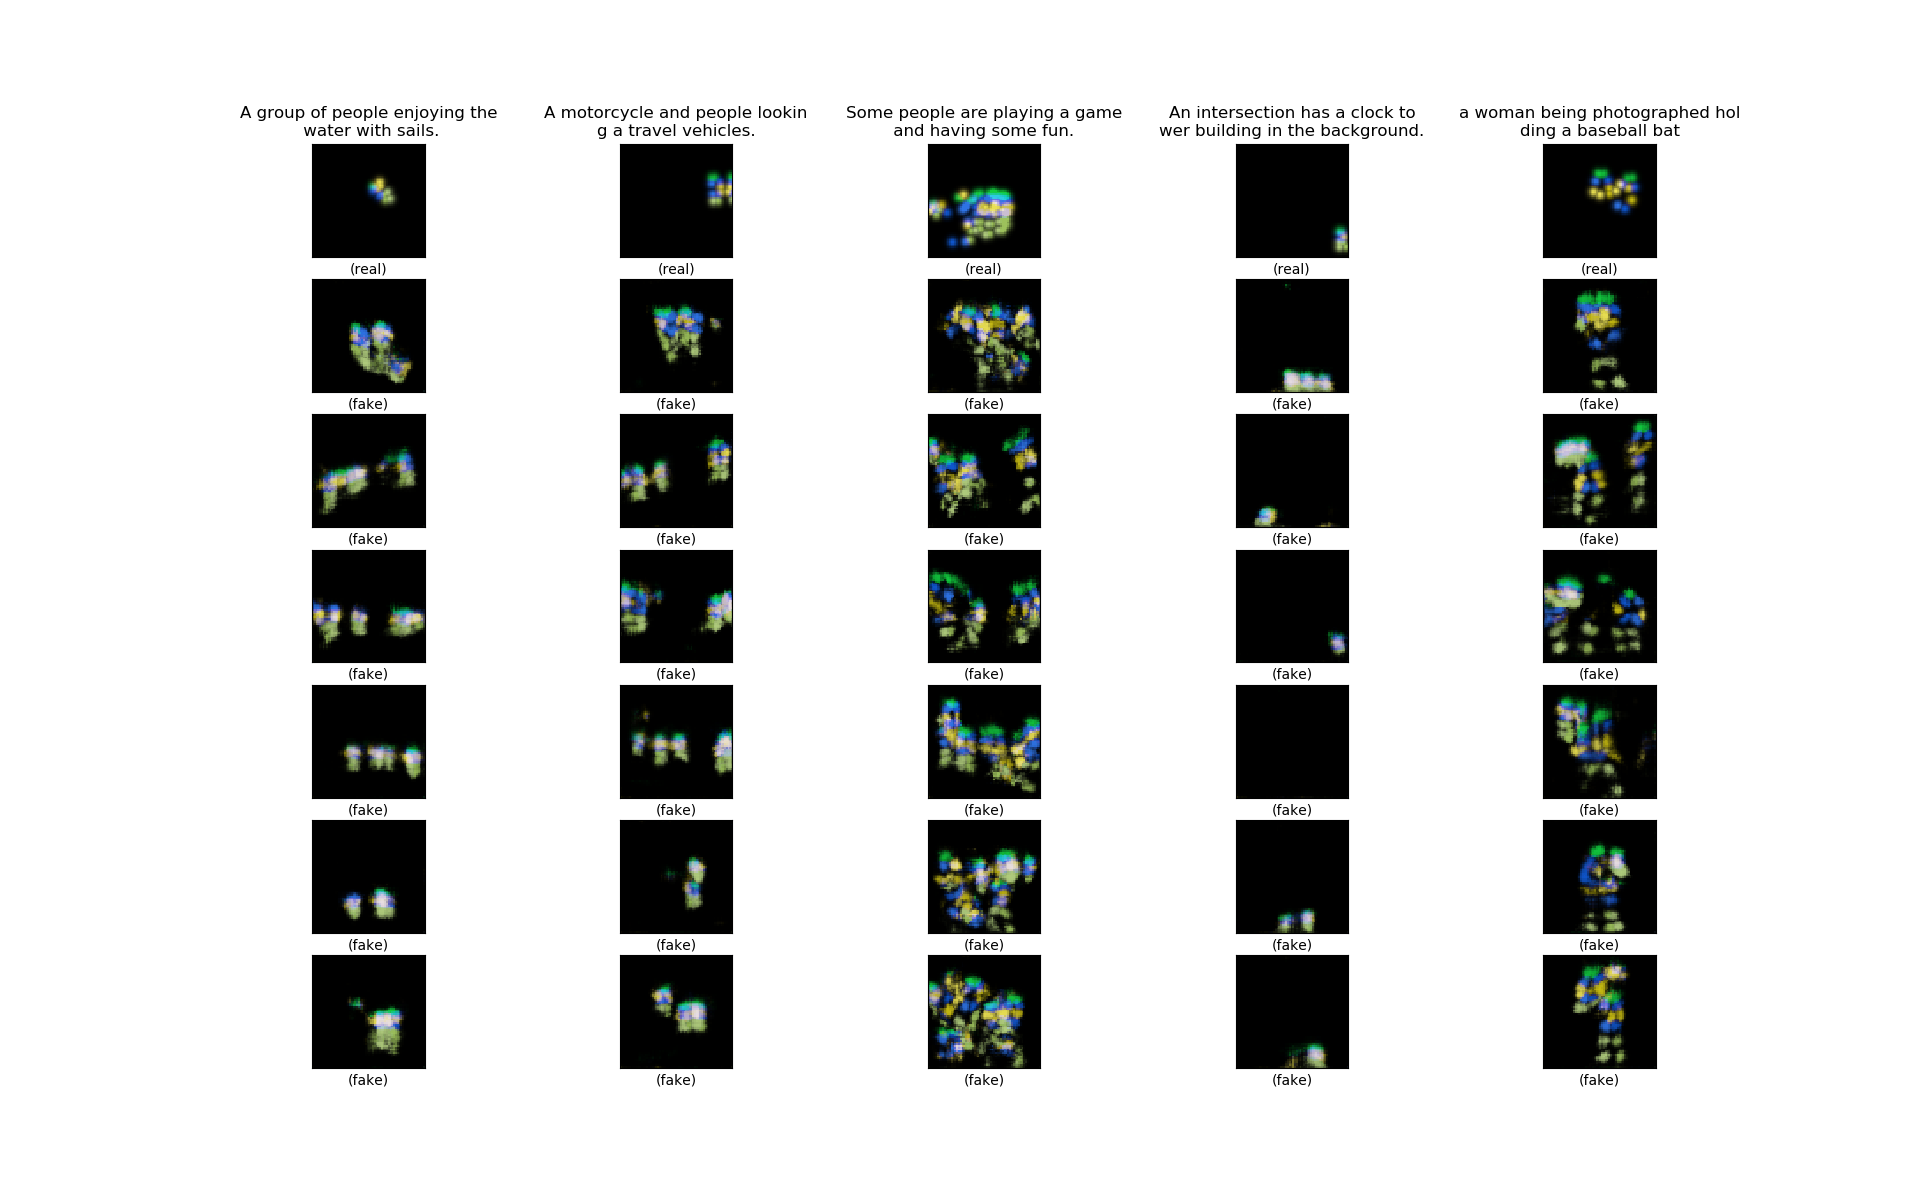 A group of people enjoying the
water with sails.
A motorcycle and people lookin
g a travel vehicles.
Some people are playing a game
and having some fun.
An intersection has a clock to
wer building in the background.
a woman being photographed hol
ding a baseball bat
(real) (real) (real) (real) (real)
(fake) (fake) (fake) (fake) (fake)
(fake) (fake) (fake) (fake) (fake)
(fake) (fake) (fake) (fake) (fake)
(fake) (fake) (fake) (fake) (fake)
(fake) (fake) (fake) (fake) (fake)
(fake) (fake) (fake) (fake) (fake)